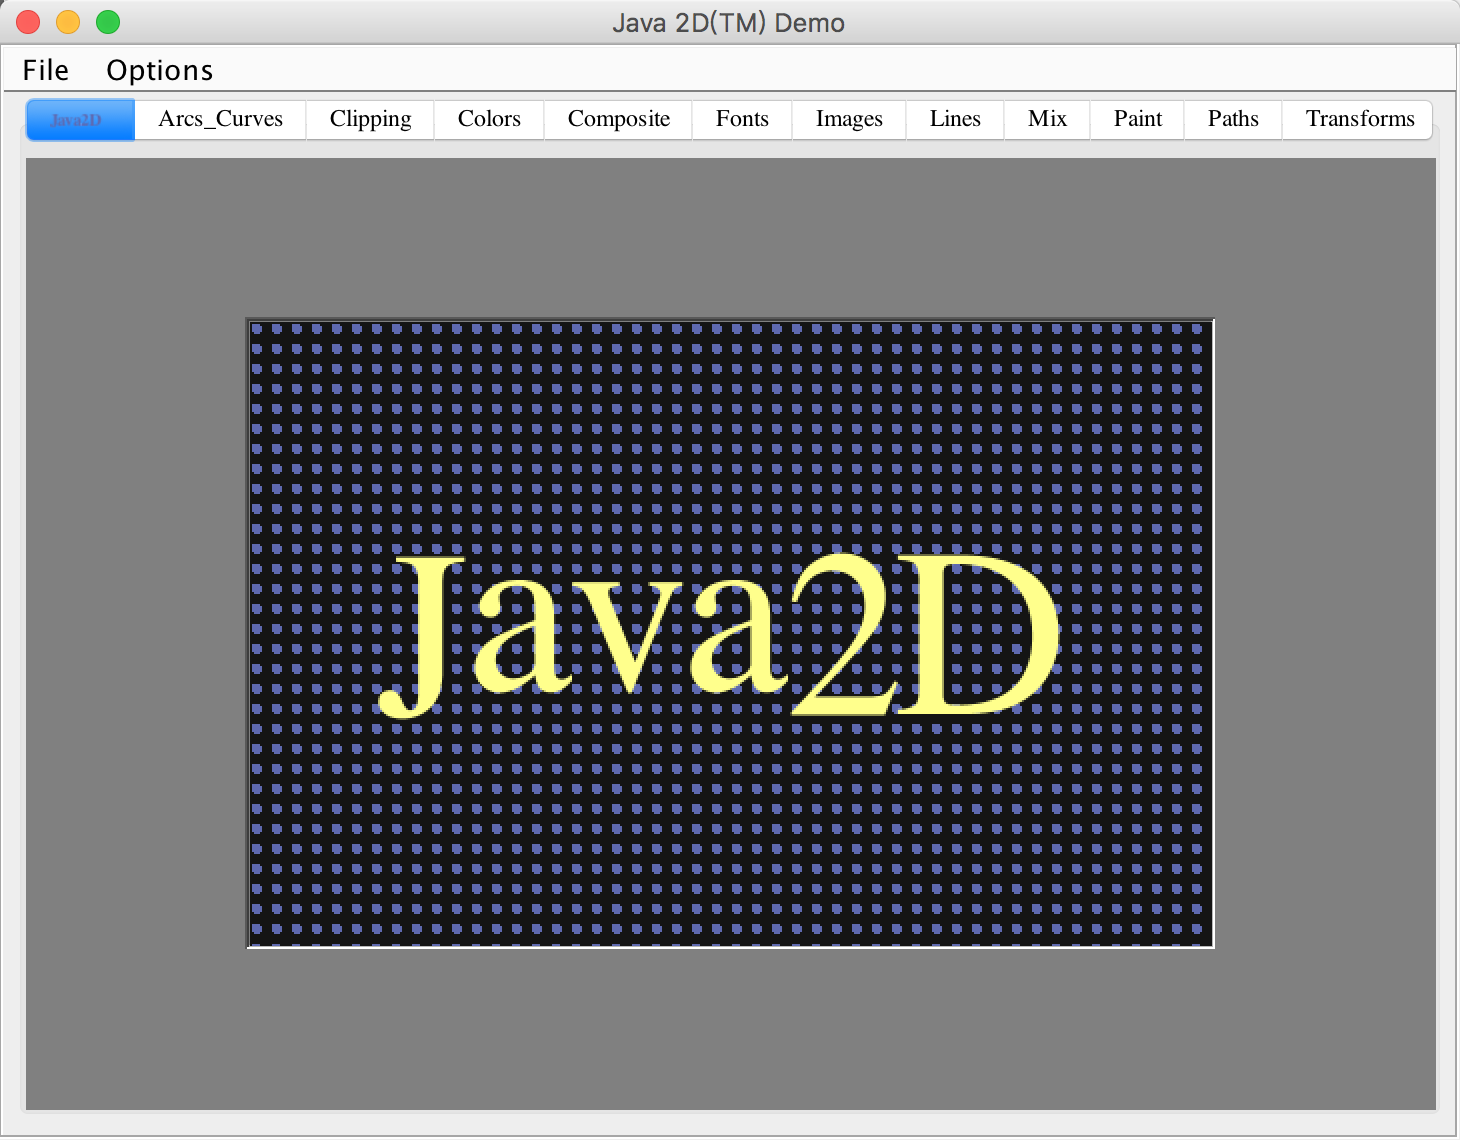 Java 2D(TM) Demo
File Options
Java2D Arcs_Curves Clipping Colors Composite Fonts Images Lines Mix Paint Paths Transforms
Java2D